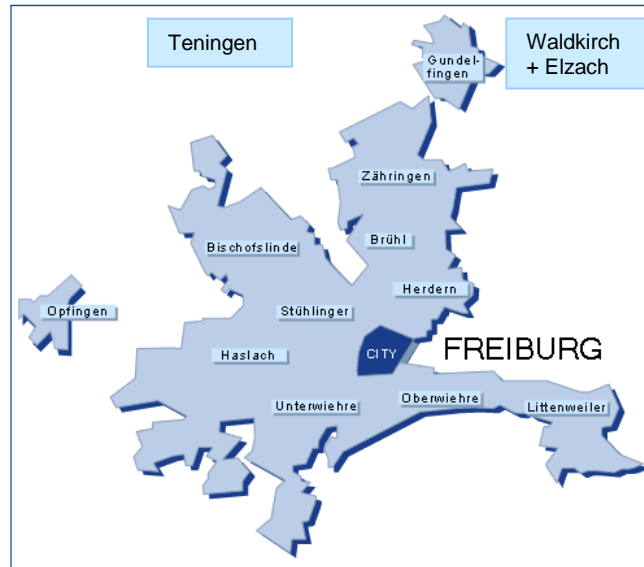 Teningen
Waldkirch
+ Elzach
Gundel-
fingen
Zähringen
Bischofslinde
Brühl
Herdern
Opfingen
Stühlinger
FREIBURG
CITY
Haslach
Oberwiehre
Unterwiehre
Littenweiler